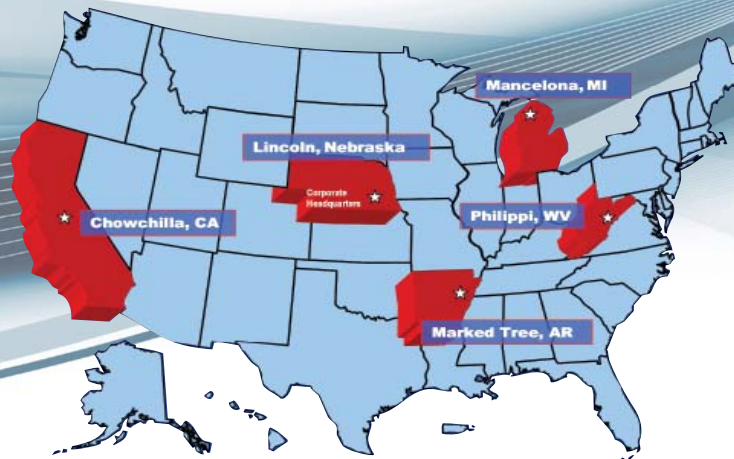 Mancelona, MI
Lincoln, Nebraska
Corporate
Headquarters
Chowchilla, CA
Philippi, WV
Marked Tree, AR